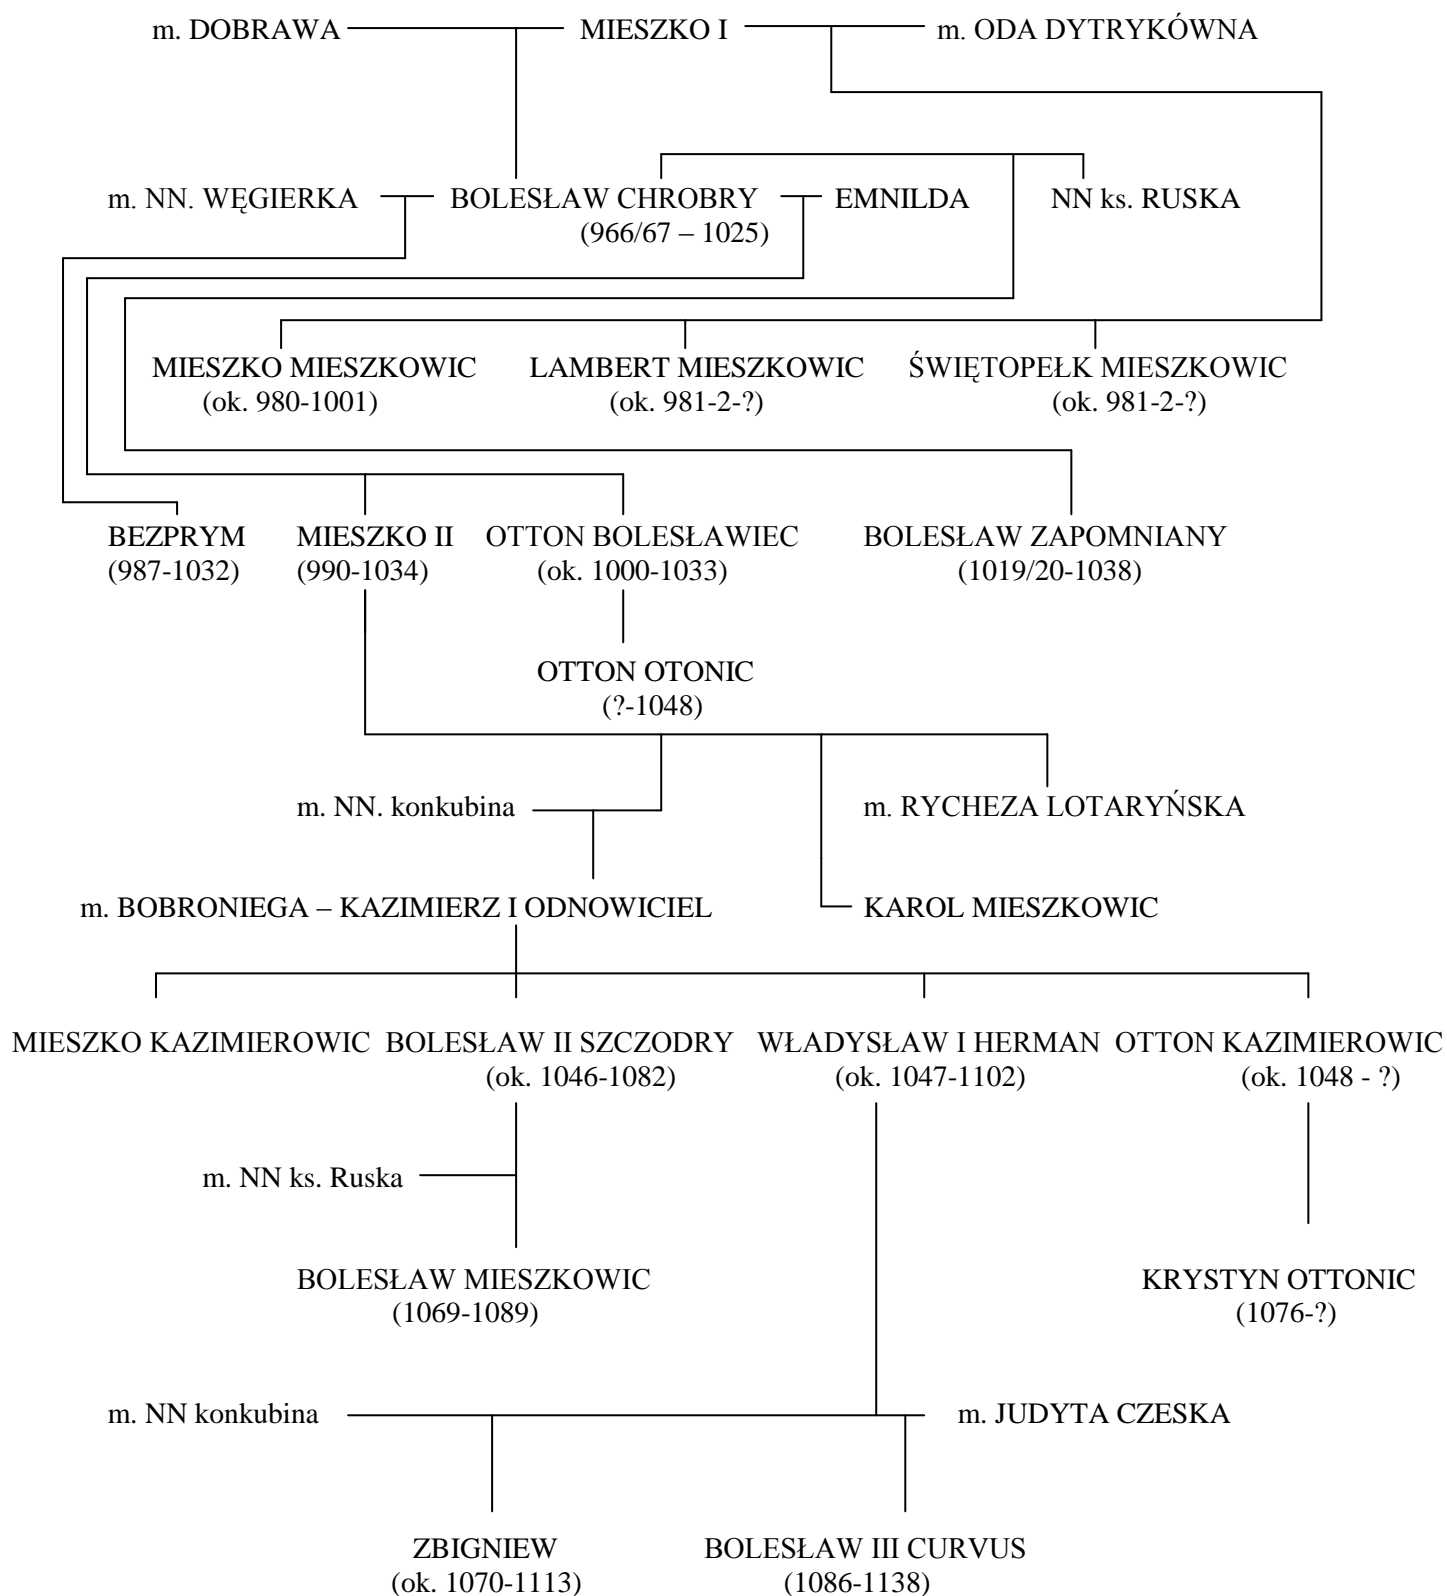 m. DOBRAWA MIESZKO I m. ODA DYTRYKÓWNA
m. NN. WĘGIERKA BOLESŁAW CHROBRY EMNILDA NN ks. RUSKA
(966/67 – 1025)
MIESZKO MIESZKOWIC LAMBERT MIESZKOWIC ŚWIĘTOPEŁK MIESZKOWIC
(ok. 980-1001) (ok. 981-2-?) (ok. 981-2-?)
BEZPRYM MIESZKO II OTTON BOLESŁAWIEC BOLESŁAW ZAPOMNIANY
(987-1032) (990-1034) (ok. 1000-1033) (1019/20-1038)
OTTON OTONIC
(?-1048)
m. NN. konkubina m. RYCHEZA LOTARYŃSKA
m. BOBRONIEGA – KAZIMIERZ I ODNOWICIEL KAROL MIESZKOWIC
MIESZKO KAZIMIEROWIC BOLESŁAW II SZCZODRY WŁADYSŁAW I HERMAN OTTON KAZIMIEROWIC
(ok. 1046-1082) (ok. 1047-1102) (ok. 1048 - ?)
m. NN ks. Ruska
BOLESŁAW MIESZKOWIC KRYSTYN OTTONIC
(1069-1089) (1076-?)
m. NN konkubina m. JUDYTA CZESKA
ZBIGNIEW BOLESŁAW III CURVUS
(ok. 1070-1113) (1086-1138)